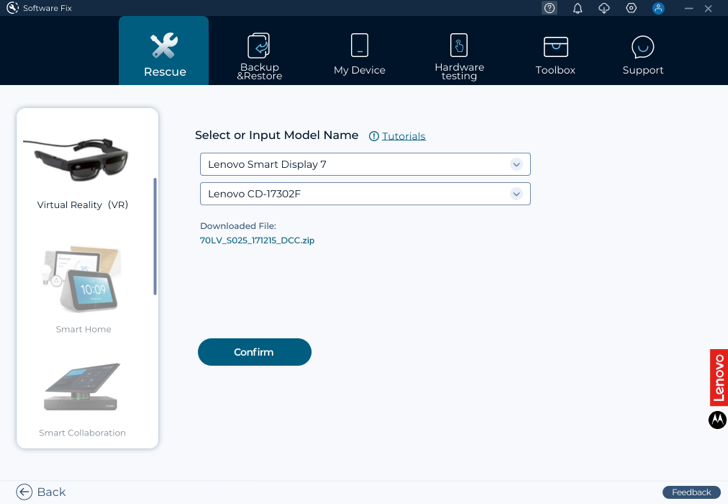 Software Fix
Rescue
Backup
&Restore
My Device
Hardware
testing
Toolbox
Support
Virtual Reality（VR）
10:09
Smart Home
Smart Collaboration
Select or Input Model Name
Tutorials
Lenovo Smart Display 7
Lenovo CD-17302F
Downloaded File:
70LV_S025_171215_DCC.zip
Confirm
Lenovo
Back
Feedback